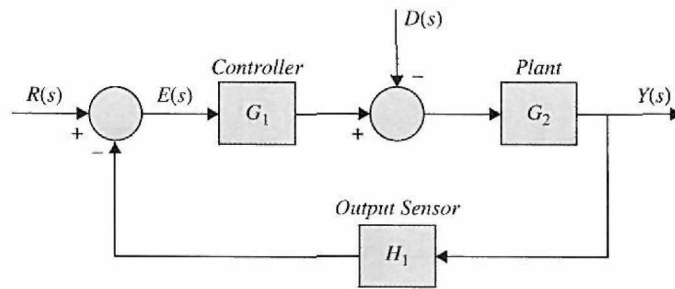 D(s)
Controller
Plant
R(s)
E(s)
Y(s)
G₁
G₂
+
−
+
−
Output Sensor
H₁